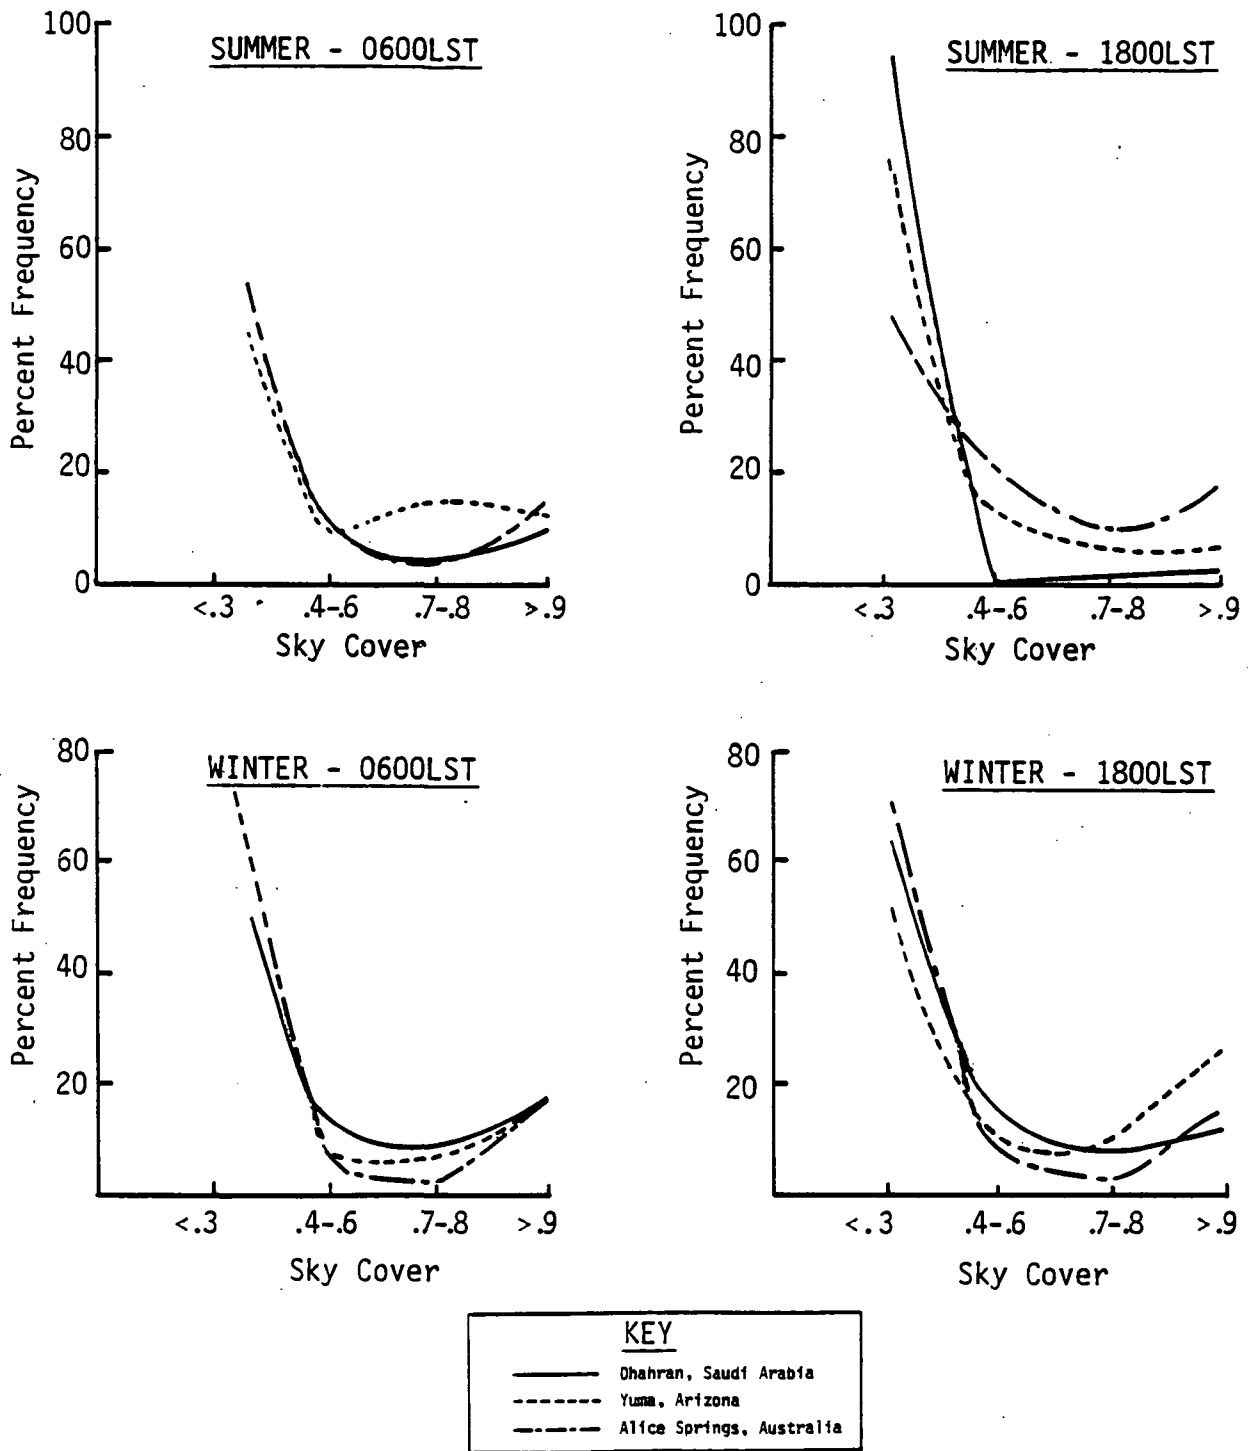 SUMMER - 0600LST
Percent Frequency
100
80
60
40
20
0
<.3 .4-.6 .7-.8 >.9
Sky Cover
SUMMER - 1800LST
Percent Frequency
100
80
60
40
20
0
<.3 .4-.6 .7-.8 >.9
Sky Cover
WINTER - 0600LST
Percent Frequency
80
60
40
20
<.3 .4-.6 .7-.8 >.9
Sky Cover
WINTER - 1800LST
Percent Frequency
80
60
40
20
<.3 .4-.6 .7-.8 >.9
Sky Cover
KEY
Dhahran, Saudi Arabia
Yuma, Arizona
Alice Springs, Australia